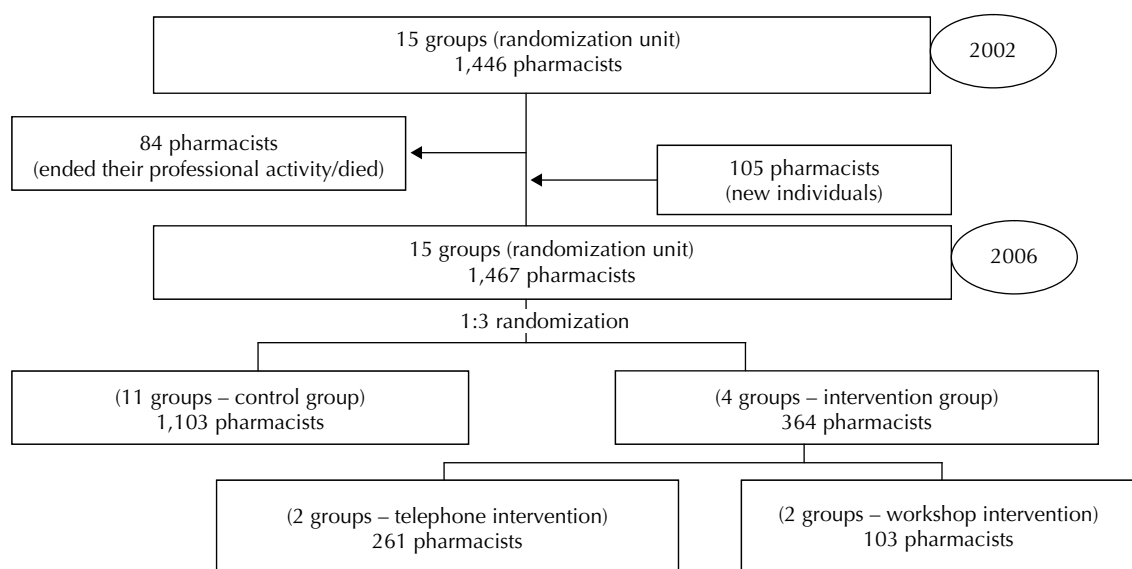 15 groups (randomization unit)
1,446 pharmacists
2002
84 pharmacists
(ended their professional activity/died)
105 pharmacists
(new individuals)
15 groups (randomization unit)
1,467 pharmacists
2006
1:3 randomization
(11 groups – control group)
1,103 pharmacists
(4 groups – intervention group)
364 pharmacists
(2 groups – telephone intervention)
261 pharmacists
(2 groups – workshop intervention)
103 pharmacists